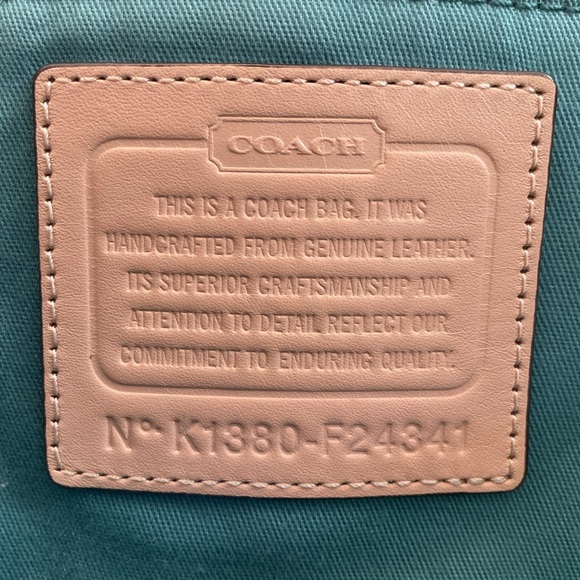 COACH
THIS IS A COACH BAG. IT WAS
HANDCRAFTED FROM GENUINE LEATHER.
ITS SUPERIOR CRAFTSMANSHIP AND
ATTENTION TO DETAIL REFLECT OUR
COMMITMENT TO ENDURING QUALITY.
Nº K1380-F24341